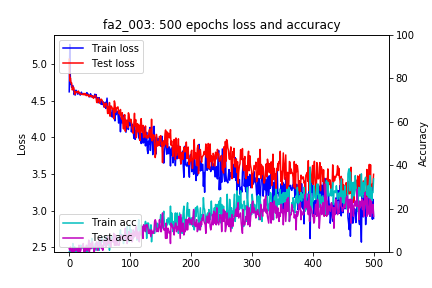 fa2_003: 500 epochs loss and accuracy
Train loss
Test loss
Train acc
Test acc
Loss
5.0
4.5
4.0
3.5
3.0
2.5
Accuracy
100
80
60
40
20
0
0
100
200
300
400
500